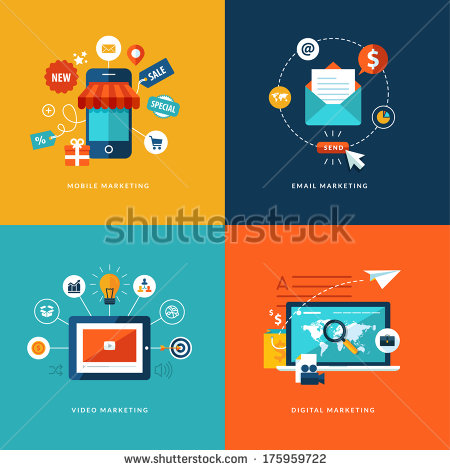 NEW
SALE
SPECIAL
%
MOBILE MARKETING
@
$
SEND
EMAIL MARKETING
$
VIDEO MARKETING
A
$
DIGITAL MARKETING
shutterstock
www.shutterstock.com · 175959722